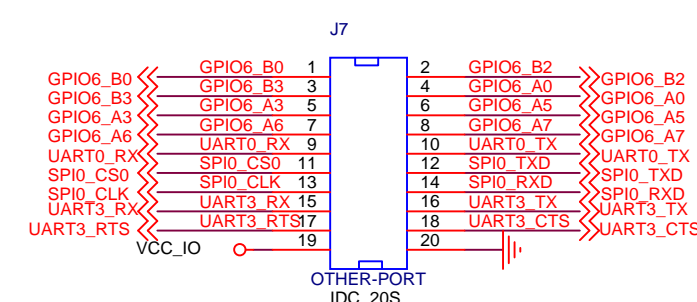 J7
GPIO6_B0 GPIO6_B0 1 2 GPIO6_B2 GPIO6_B2
GPIO6_B3 GPIO6_B3 3 4 GPIO6_A0 GPIO6_A0
GPIO6_A3 GPIO6_A3 5 6 GPIO6_A5 GPIO6_A5
GPIO6_A6 GPIO6_A6 7 8 GPIO6_A7 GPIO6_A7
UART0_RX UART0_RX 9 10 UART0_TX UART0_TX
SPI0_CS0 SPI0_CS0 11 12 SPI0_TXD SPI0_TXD
SPI0_CLK SPI0_CLK 13 14 SPI0_RXD SPI0_RXD
UART3_RX UART3_RX 15 16 UART3_TX UART3_TX
UART3_RTS UART3_RTS 17 18 UART3_CTS UART3_CTS
VCC_IO 19 20
OTHER-PORT
IDC_20S